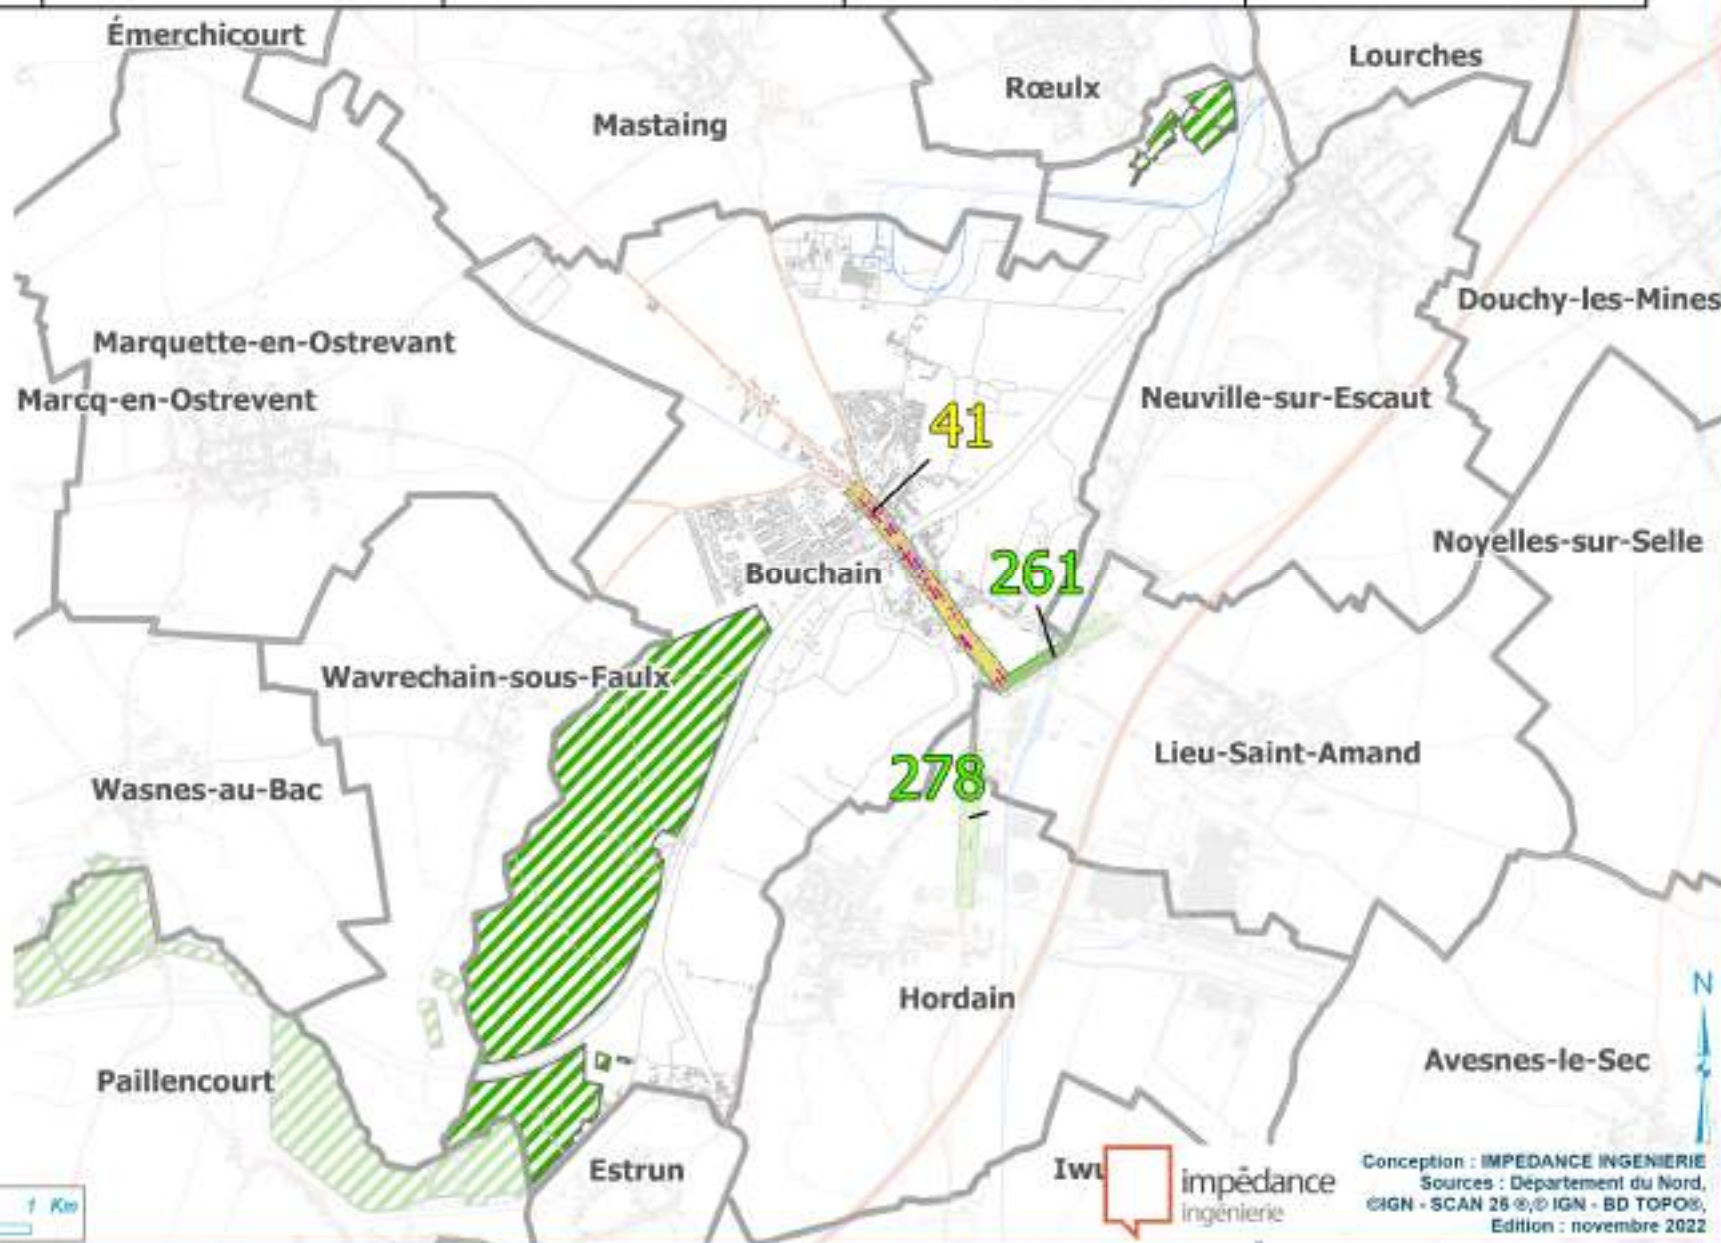 Émerchicourt
Lourches
Rœulx
Mastaing
Douchy-les-Mines
Marquette-en-Ostrevant
Marcq-en-Ostrevent
Neuville-sur-Escaut
41
Noyelles-sur-Selle
Bouchain
261
Wavrechain-sous-Faulx
Lieu-Saint-Amand
278
Wasnes-au-Bac
N
Hordain
Avesnes-le-Sec
Paillencourt
Estrun
Iwu
1 Km
impédance
ingénierie
Conception : IMPEDANCE INGENIERIE
Sources : Département du Nord,
©IGN - SCAN 25 ®,© IGN - BD TOPO®,
Edition : novembre 2022